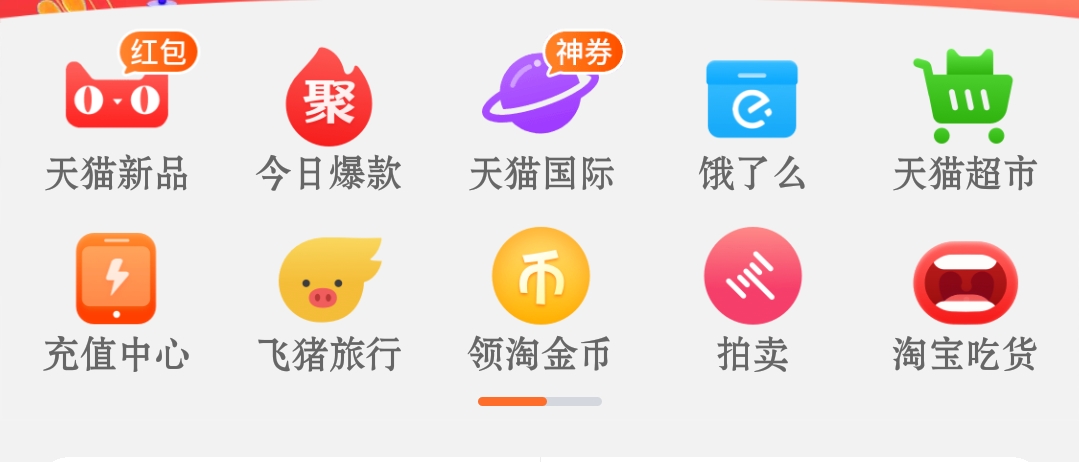 红包
神券
聚
天猫新品 今日爆款 天猫国际 饿了么 天猫超市
币
充值中心 飞猪旅行 领淘金币 拍卖 淘宝吃货